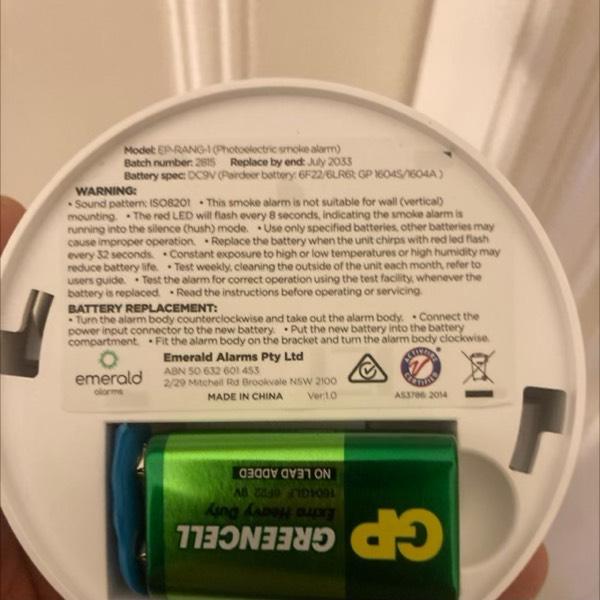 Model: EP-RANG-1 (Photoelectric smoke alarm)
Batch number: 2815 Replace by end: July 2033
Battery spec: DC9V (Pairdeer battery: 6F22/6LR61; GP 1604S/1604A)
WARNING:
• Sound pattern: ISO8201 • This smoke alarm is not suitable for wall (vertical)
mounting. • The red LED will flash every 8 seconds, indicating the smoke alarm is
running into the silence (hush) mode. • Use only specified batteries, other batteries may
cause improper operation. • Replace the battery when the unit chirps with red led flash
every 32 seconds. • Constant exposure to high or low temperatures or high humidity may
reduce battery life. • Test weekly, cleaning the outside of the unit each month, refer to
users guide. • Test the alarm for correct operation using the test facility, whenever the
battery is replaced. • Read the instructions before operating or servicing.
BATTERY REPLACEMENT:
• Turn the alarm body counterclockwise and take out the alarm body. • Connect the
power input connector to the new battery. • Put the new battery into the battery
compartment. • Fit the alarm body on the bracket and turn the alarm body clockwise.
emerald
alarms
Emerald Alarms Pty Ltd
ABN 50 632 601 453
2/29 Mitchell Rd Brookvale NSW 2100
MADE IN CHINA Ver:1.0
ACTIVFIRE
CERTIFIED
AS3786: 2014
GP
GREENCELL
Extra Heavy Duty
1604GLF 6F22 9V
NO LEAD ADDED